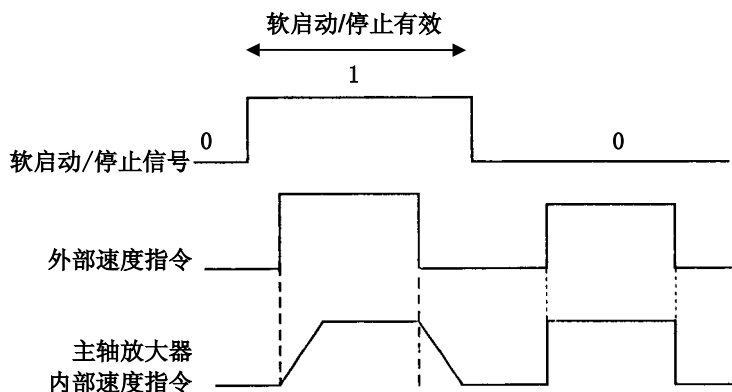 软启动/停止有效
1
0
0
软启动/停止信号
外部速度指令
主轴放大器
内部速度指令